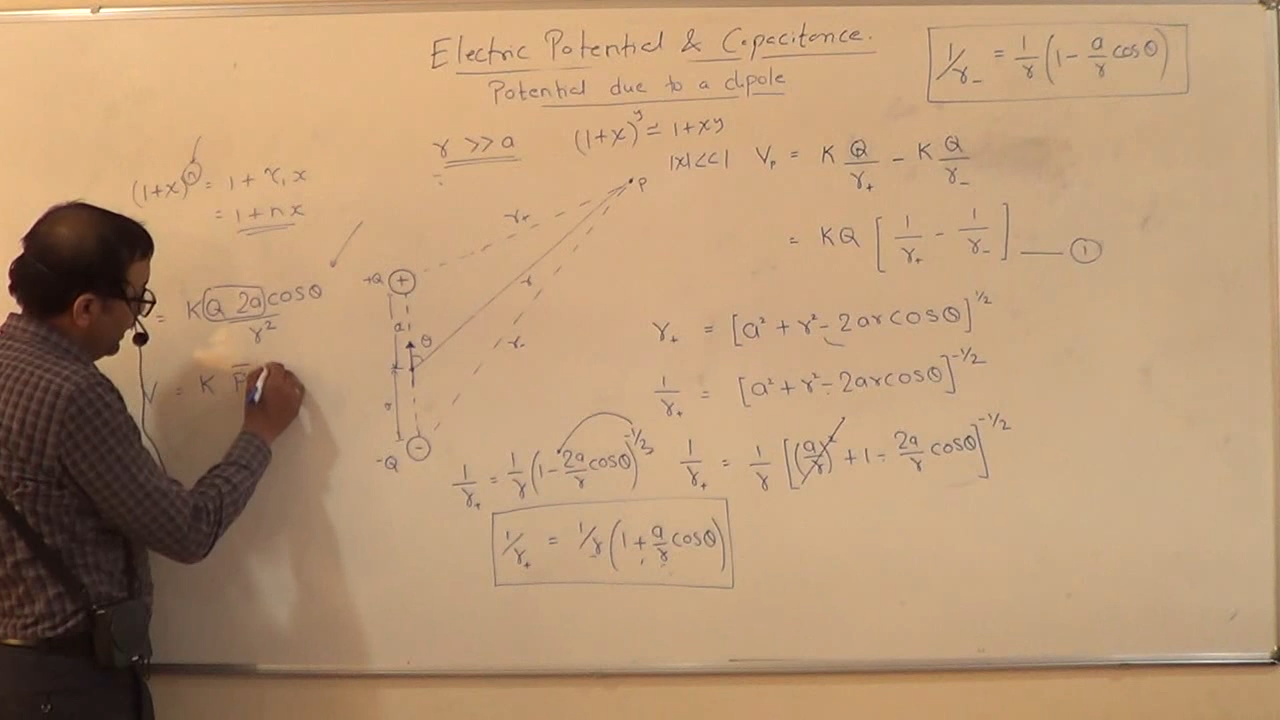 Electric Potential & Capacitance.
Potential due to a dipole
1/r₋ = 1/r (1 - a/r cosθ)
r >> a
(1+x)^y ≃ 1+xy
|x|<<1
V_P = K Q/r₊ - K Q/r₋
= KQ [1/r₊ - 1/r₋] —— ①
(1+x)^n = 1 + ⁿC₁x
= 1+nx
= KQ 2a cosθ / r²
V = K P
P
r₊
r
r₋
+Q +
a
θ
a
-Q -
r₊ = [a² + r² - 2ar cosθ]^1/2
1/r₊ = [a² + r² - 2ar cosθ]^-1/2
1/r₊ = 1/r [(a/r)² + 1 - 2a/r cosθ]^-1/2
1/r₊ = 1/r (1 - 2a/r cosθ)^-1/2
1/r₊ = 1/r (1 + a/r cosθ)